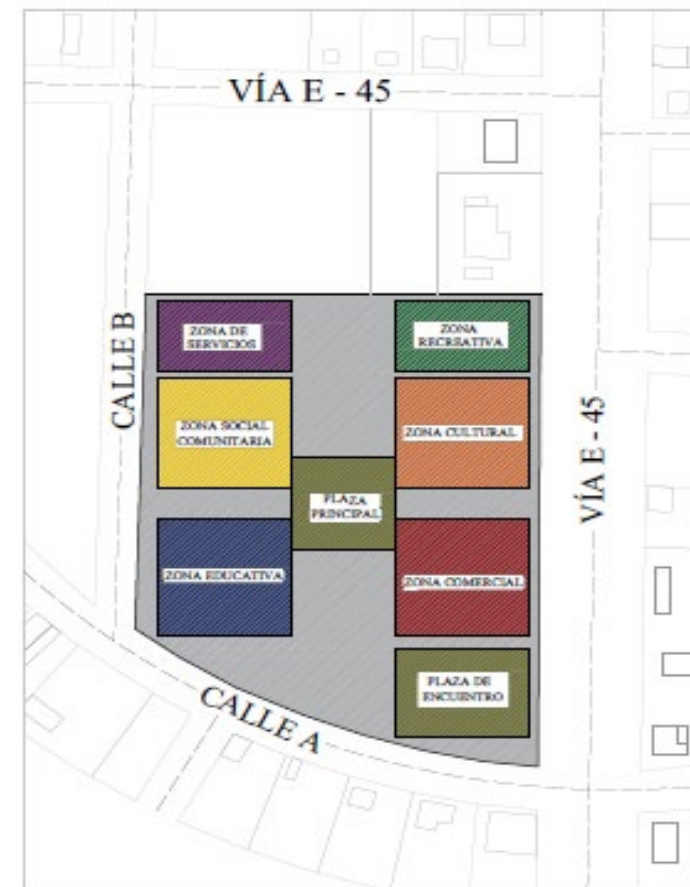 VÍA E - 45
CALLE B
ZONA DE
SERVICIOS
ZONA
RECREATIVA
ZONA SOCIAL
COMUNITARIA
ZONA CULTURAL
VÍA E - 45
PLAZA
PRINCIPAL
ZONA EDUCATIVA
ZONA COMERCIAL
PLAZA DE
ENCUENTRO
CALLE A